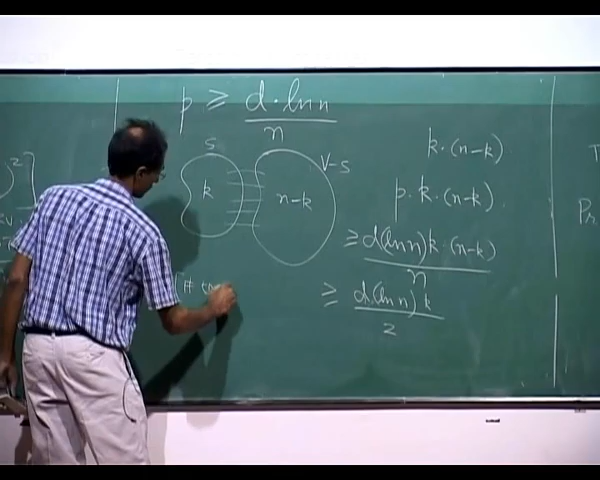 p ≥ d·ln n / n
S
V-S
k
n-k
k·(n-k)
p·k·(n-k).
≥ d(ln n)k·(n-k) / n
≥ d(ln n)k / 2
Pr